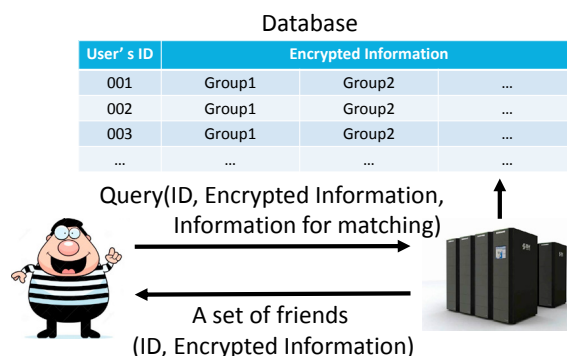 Database
User's ID Encrypted Information
001 Group1 Group2 ...
002 Group1 Group2 ...
003 Group1 Group2 ...
... ... ... ...
Query(ID, Encrypted Information,
Information for matching)
A set of friends
(ID, Encrypted Information)